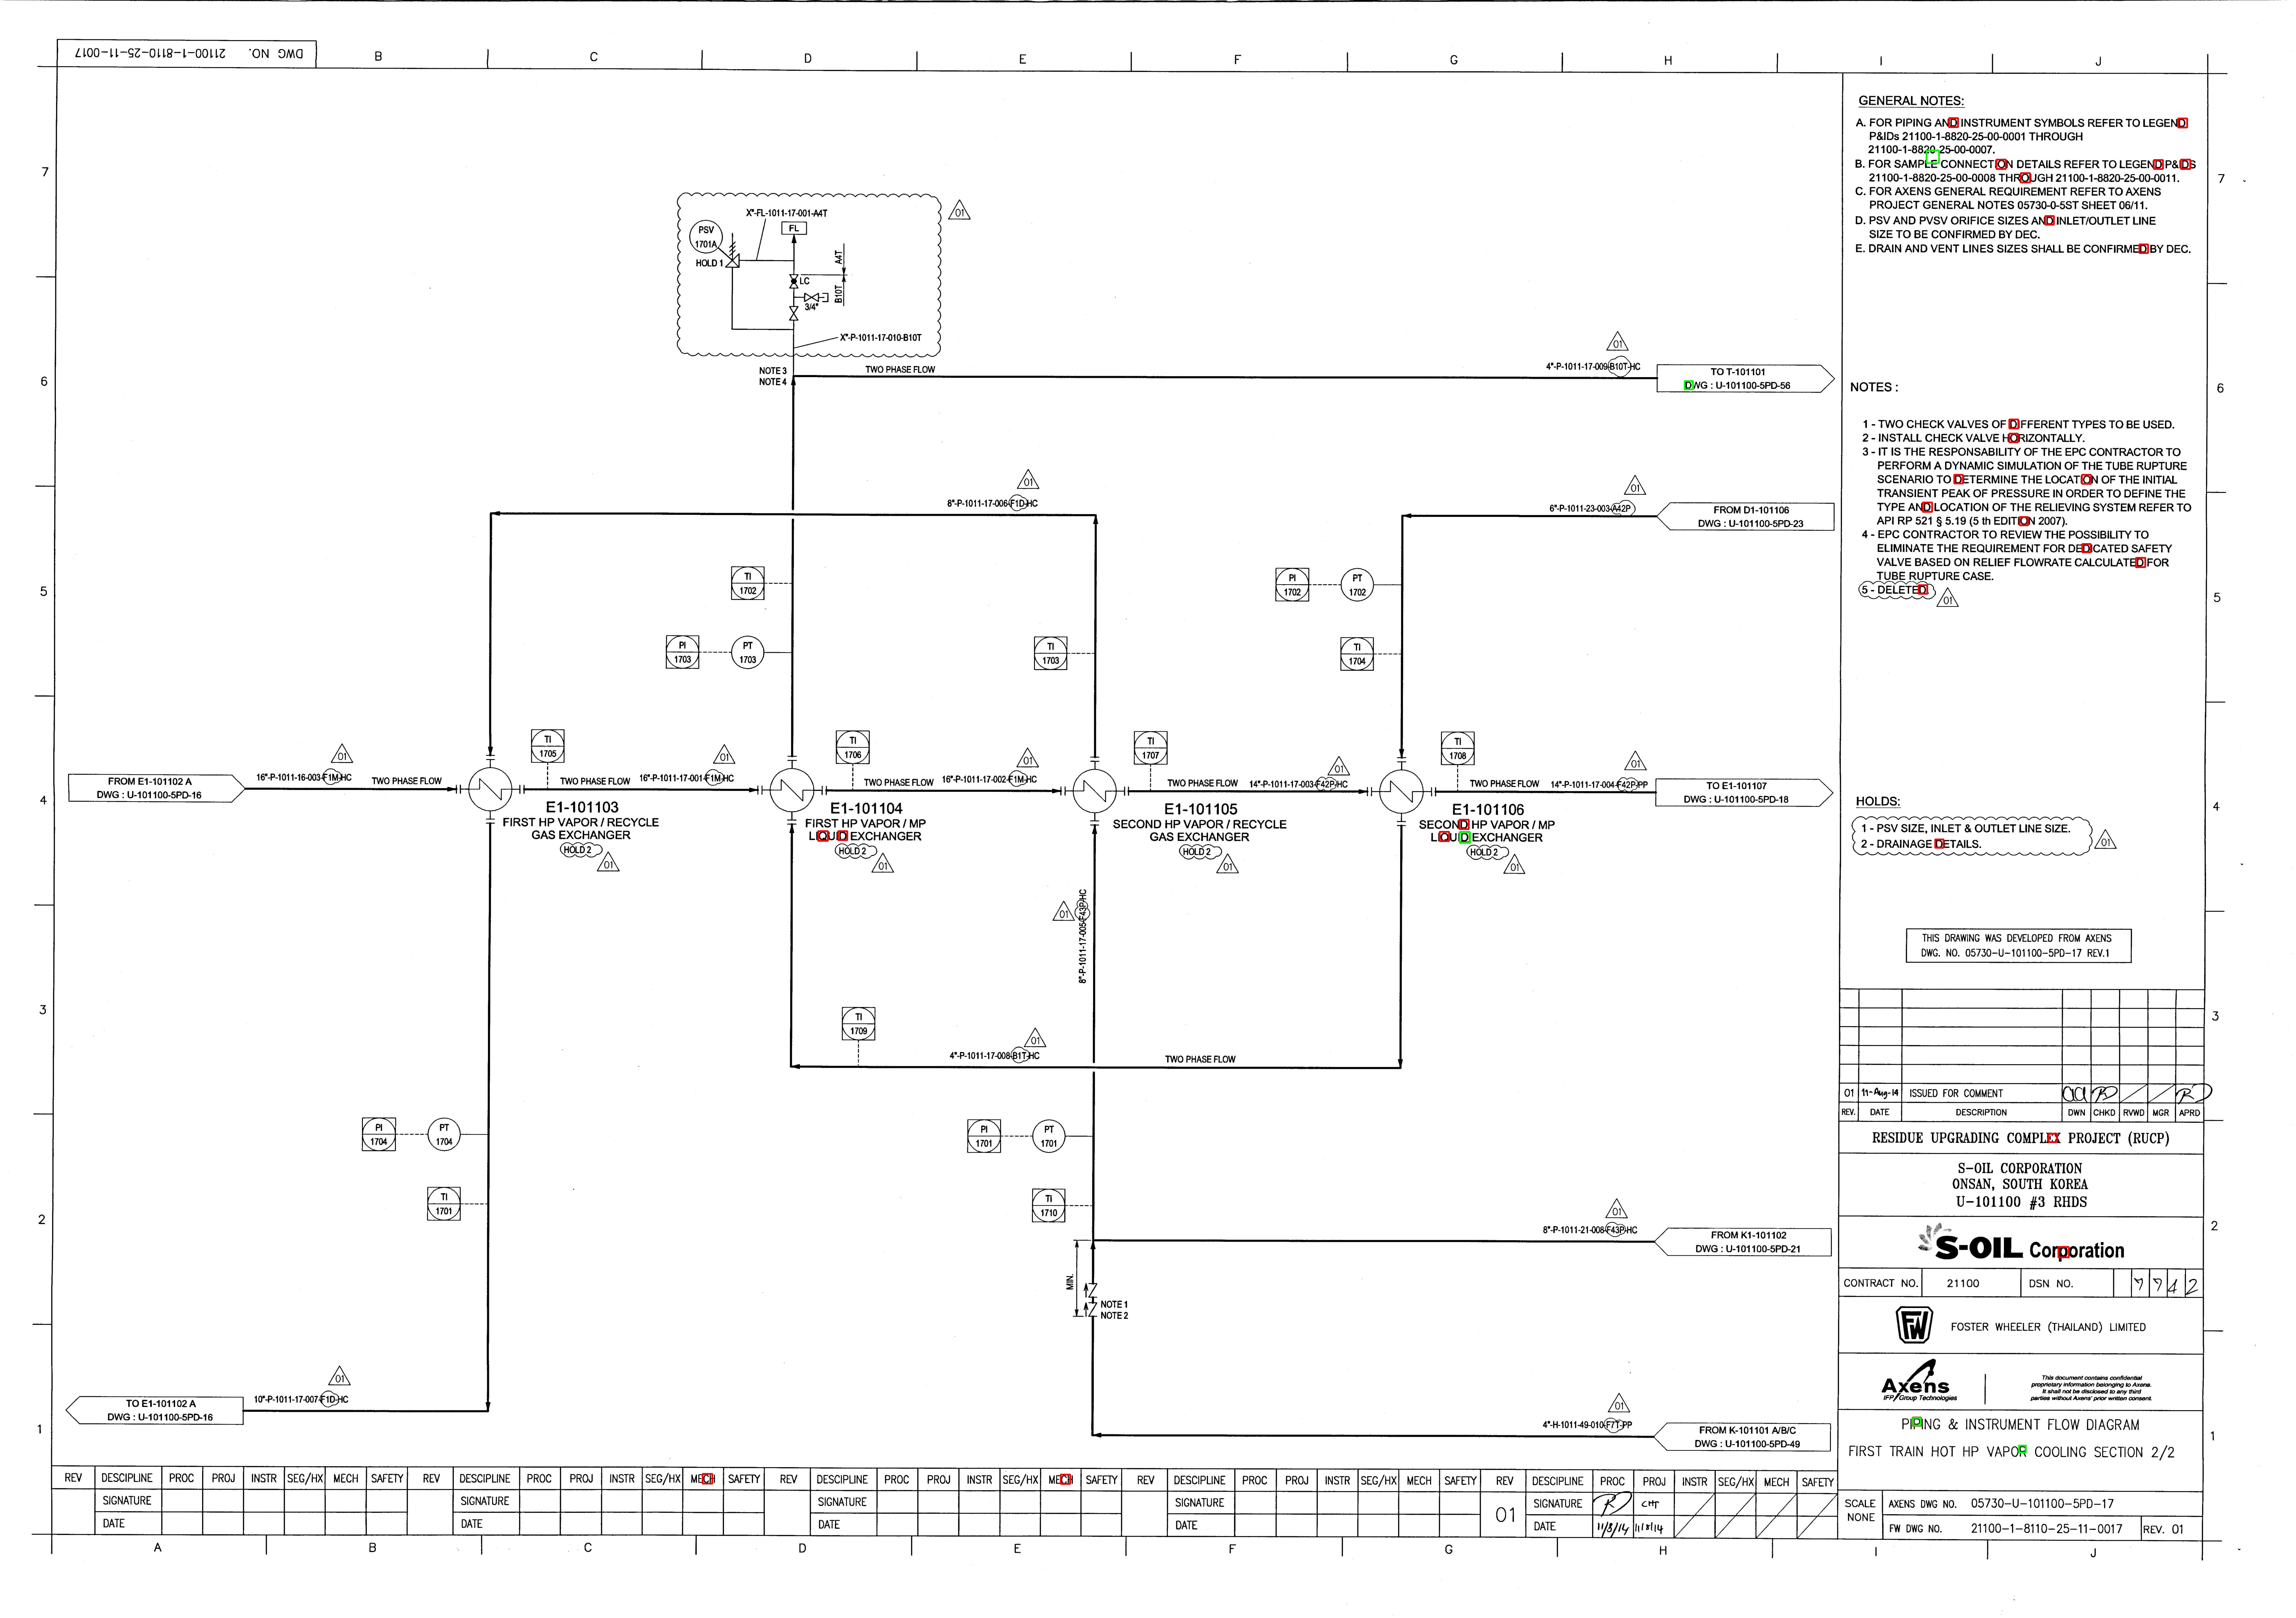 DWG NO. 21100-1-8110-25-11-0017
B C D E F G H I J
7
6
5
4
3
2
1
X"-FL-1011-17-001-A4T
01
PSV
1701A
FL
HOLD 1
A4T
LC
B10T
3/4"
X"-P-1011-17-010-B10T
NOTE 3
NOTE 4
TWO PHASE FLOW
4"-P-1011-17-009-B10T-HC
01
TO T-101101
DWG : U-101100-5PD-56
8"-P-1011-17-006-F1D-HC
01
6"-P-1011-23-003-A42P
01
FROM D1-101106
DWG : U-101100-5PD-23
TI
1702
PI
1702
PT
1702
PI
1703
PT
1703
TI
1703
TI
1704
FROM E1-101102 A
DWG : U-101100-5PD-16
16"-P-1011-16-003-F1M-HC
01
TWO PHASE FLOW
TI
1705
TWO PHASE FLOW
16"-P-1011-17-001-F1M-HC
01
TI
1706
TWO PHASE FLOW
16"-P-1011-17-002-F1M-HC
01
TI
1707
TWO PHASE FLOW
14"-P-1011-17-003-F42P-HC
01
TI
1708
TWO PHASE FLOW
14"-P-1011-17-004-F42P-PP
01
TO E1-101107
DWG : U-101100-5PD-18
E1-101103
FIRST HP VAPOR / RECYCLE
GAS EXCHANGER
HOLD 2
01
E1-101104
FIRST HP VAPOR / MP
LIQUID EXCHANGER
HOLD 2
01
E1-101105
SECOND HP VAPOR / RECYCLE
GAS EXCHANGER
HOLD 2
01
E1-101106
SECOND HP VAPOR / MP
LIQUID EXCHANGER
HOLD 2
01
8"-P-1011-17-005-F43P-HC
01
TI
1709
4"-P-1011-17-008-B1T-HC
01
TWO PHASE FLOW
PI
1704
PT
1704
PI
1701
PT
1701
TI
1701
TI
1710
8"-P-1011-21-008-F43P-HC
01
FROM K1-101102
DWG : U-101100-5PD-21
MIN.
NOTE 1
NOTE 2
TO E1-101102 A
DWG : U-101100-5PD-16
10"-P-1011-17-007-F1D-HC
01
4"-H-1011-49-010-F7T-PP
01
FROM K-101101 A/B/C
DWG : U-101100-5PD-49
GENERAL NOTES:
A. FOR PIPING AND INSTRUMENT SYMBOLS REFER TO LEGEND
P&IDs 21100-1-8820-25-00-0001 THROUGH
21100-1-8820-25-00-0007.
B. FOR SAMPLE CONNECTION DETAILS REFER TO LEGEND P&IDS
21100-1-8820-25-00-0008 THROUGH 21100-1-8820-25-00-0011.
C. FOR AXENS GENERAL REQUIREMENT REFER TO AXENS
PROJECT GENERAL NOTES 05730-0-5ST SHEET 06/11.
D. PSV AND PVSV ORIFICE SIZES AND INLET/OUTLET LINE
SIZE TO BE CONFIRMED BY DEC.
E. DRAIN AND VENT LINES SIZES SHALL BE CONFIRMED BY DEC.
NOTES :
1 - TWO CHECK VALVES OF DIFFERENT TYPES TO BE USED.
2 - INSTALL CHECK VALVE HORIZONTALLY.
3 - IT IS THE RESPONSABILITY OF THE EPC CONTRACTOR TO
PERFORM A DYNAMIC SIMULATION OF THE TUBE RUPTURE
SCENARIO TO DETERMINE THE LOCATION OF THE INITIAL
TRANSIENT PEAK OF PRESSURE IN ORDER TO DEFINE THE
TYPE AND LOCATION OF THE RELIEVING SYSTEM REFER TO
API RP 521 § 5.19 (5 th EDITION 2007).
4 - EPC CONTRACTOR TO REVIEW THE POSSIBILITY TO
ELIMINATE THE REQUIREMENT FOR DEDICATED SAFETY
VALVE BASED ON RELIEF FLOWRATE CALCULATED FOR
TUBE RUPTURE CASE.
5 - DELETED.
01
HOLDS:
1 - PSV SIZE, INLET & OUTLET LINE SIZE.
2 - DRAINAGE DETAILS.
01
THIS DRAWING WAS DEVELOPED FROM AXENS
DWG. NO. 05730-U-101100-5PD-17 REV.1
01 11-Aug-14 ISSUED FOR COMMENT
REV. DATE DESCRIPTION DWN CHKD RVWD MGR APRD
RESIDUE UPGRADING COMPLEX PROJECT (RUCP)
S-OIL CORPORATION
ONSAN, SOUTH KOREA
U-101100 #3 RHDS
S-OIL Corporation
CONTRACT NO. 21100 DSN NO.
FW FOSTER WHEELER (THAILAND) LIMITED
Axens
IFP Group Technologies
This document contains confidential
proprietary information belonging to Axens.
It shall not be disclosed to any third
parties without Axens' prior written consent.
PIPING & INSTRUMENT FLOW DIAGRAM
FIRST TRAIN HOT HP VAPOR COOLING SECTION 2/2
SCALE
NONE
AXENS DWG NO. 05730-U-101100-5PD-17
FW DWG NO. 21100-1-8110-25-11-0017 REV. 01
REV DESCIPLINE PROC PROJ INSTR SEG/HX MECH SAFETY REV DESCIPLINE PROC PROJ INSTR SEG/HX MECH SAFETY REV DESCIPLINE PROC PROJ INSTR SEG/HX MECH SAFETY REV DESCIPLINE PROC PROJ INSTR SEG/HX MECH SAFETY REV DESCIPLINE PROC PROJ INSTR SEG/HX MECH SAFETY
SIGNATURE SIGNATURE SIGNATURE SIGNATURE 01 SIGNATURE CHT
DATE DATE DATE DATE DATE 11/8/14 11/8/14
A B C D E F G H I J